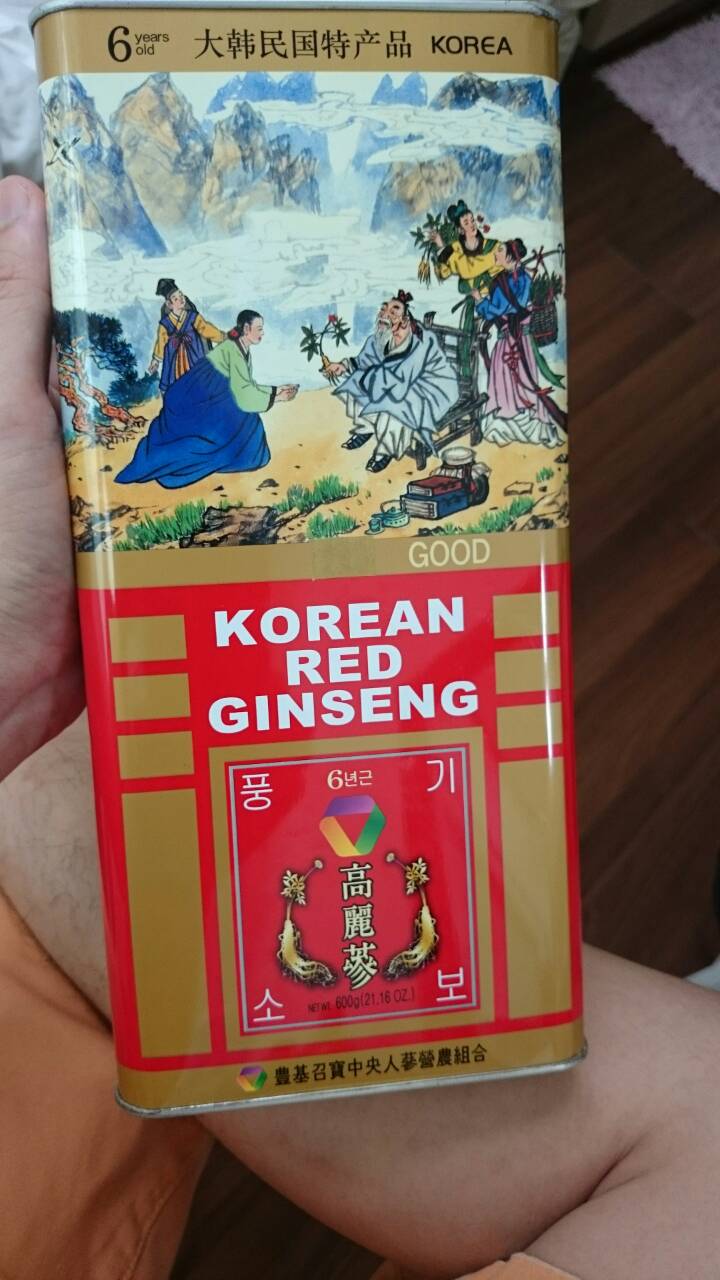 6 years old 大韩民国特产品 KOREA
GOOD
KOREAN
RED
GINSENG
풍 6년근 기
高麗蔘
소 보
NET WT. 600g(21.16 OZ.)
豊基召寶中央人蔘營農組合